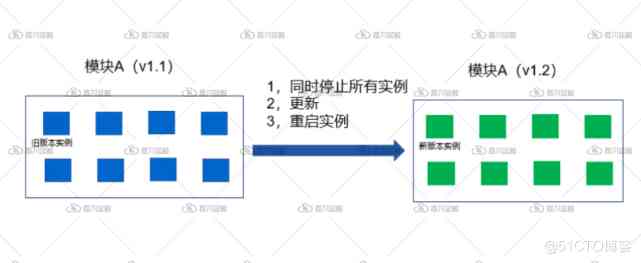 模块A（v1.1）
模块A（v1.2）
1，同时停止所有实例
2，更新
3，重启实例
旧版本实例
新版本实例
@51CTO博客